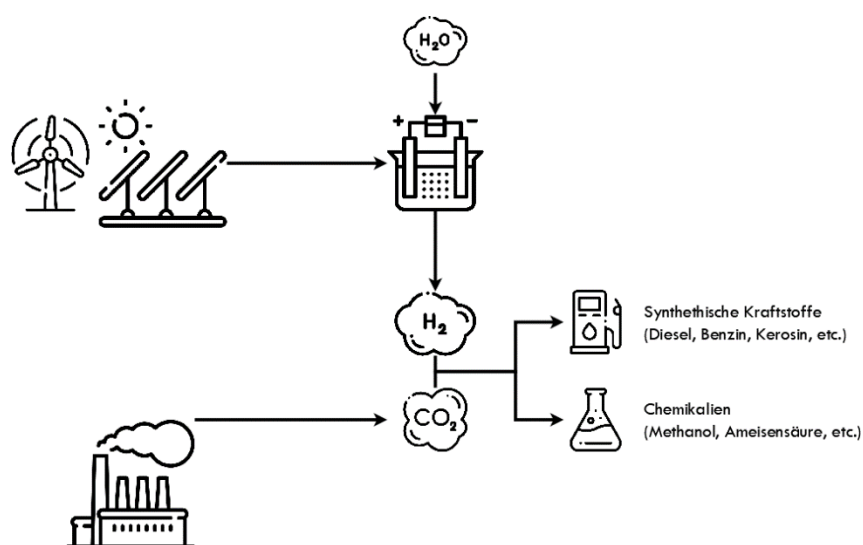 H₂O
+ −
H₂
Synthethische Kraftstoffe
(Diesel, Benzin, Kerosin, etc.)
CO₂
Chemikalien
(Methanol, Ameisensäure, etc.)